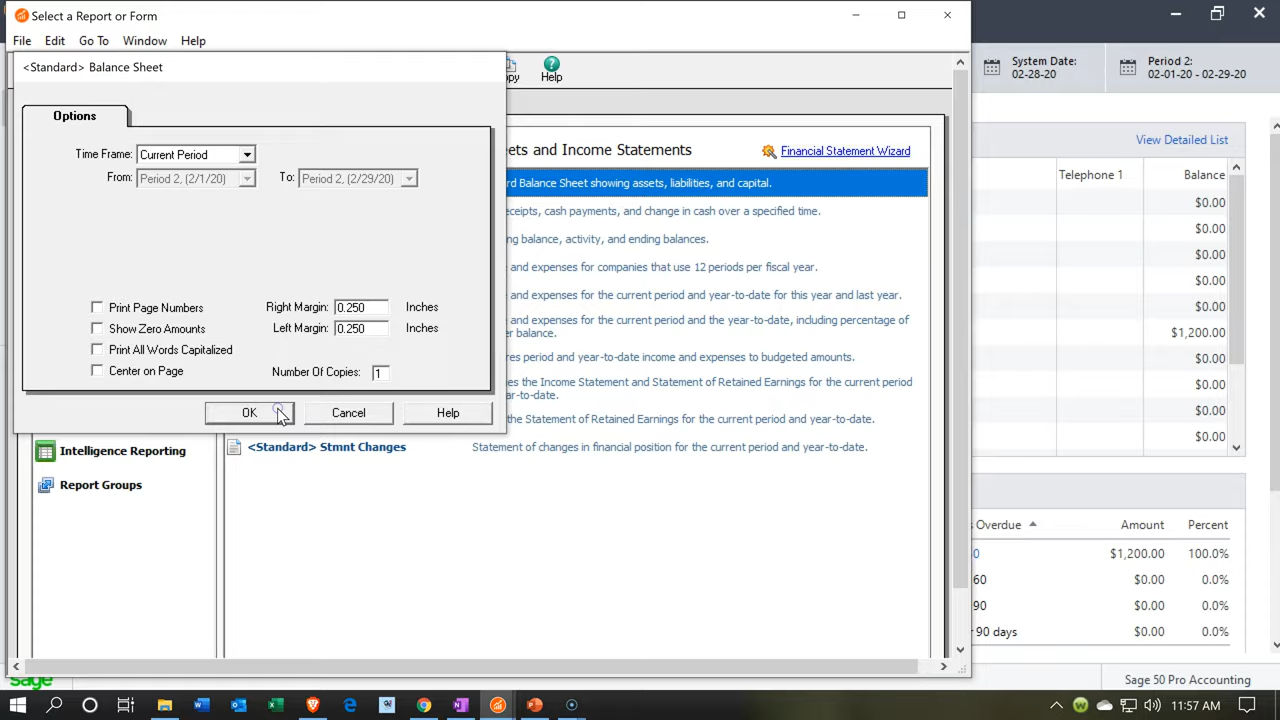 Select a Report or Form
File Edit Go To Window Help
<Standard> Balance Sheet
Options
Time Frame: Current Period
From: Period 2, (2/1/20) To: Period 2, (2/29/20)
Print Page Numbers Right Margin: 0.250 Inches
Show Zero Amounts Left Margin: 0.250 Inches
Print All Words Capitalized
Center on Page Number Of Copies: 1
OK Cancel Help
opy Help
ets and Income Statements Financial Statement Wizard
rd Balance Sheet showing assets, liabilities, and capital.
eceipts, cash payments, and change in cash over a specified time.
ng balance, activity, and ending balances.
and expenses for companies that use 12 periods per fiscal year.
and expenses for the current period and year-to-date for this year and last year.
and expenses for the current period and the year-to-date, including percentage of
er balance.
res period and year-to-date income and expenses to budgeted amounts.
es the Income Statement and Statement of Retained Earnings for the current period
ar-to-date.
the Statement of Retained Earnings for the current period and year-to-date.
<Standard> Stmnt Changes Statement of changes in financial position for the current period and year-to-date.
Intelligence Reporting
Report Groups
System Date:
02-28-20
Period 2:
02-01-20 - 02-29-20
View Detailed List
Telephone 1 Balance
$0.00
$0.00
$0.00
$0.00
$0.00
$1,200.00
$0.00
$0.00
$0.00
$0.00
s Overdue Amount Percent
0 $1,200.00 100.0%
60 $0.00 0.0%
90 $0.00 0.0%
90 days $0.00 0.0%
sage
Sage 50 Pro Accounting
11:57 AM